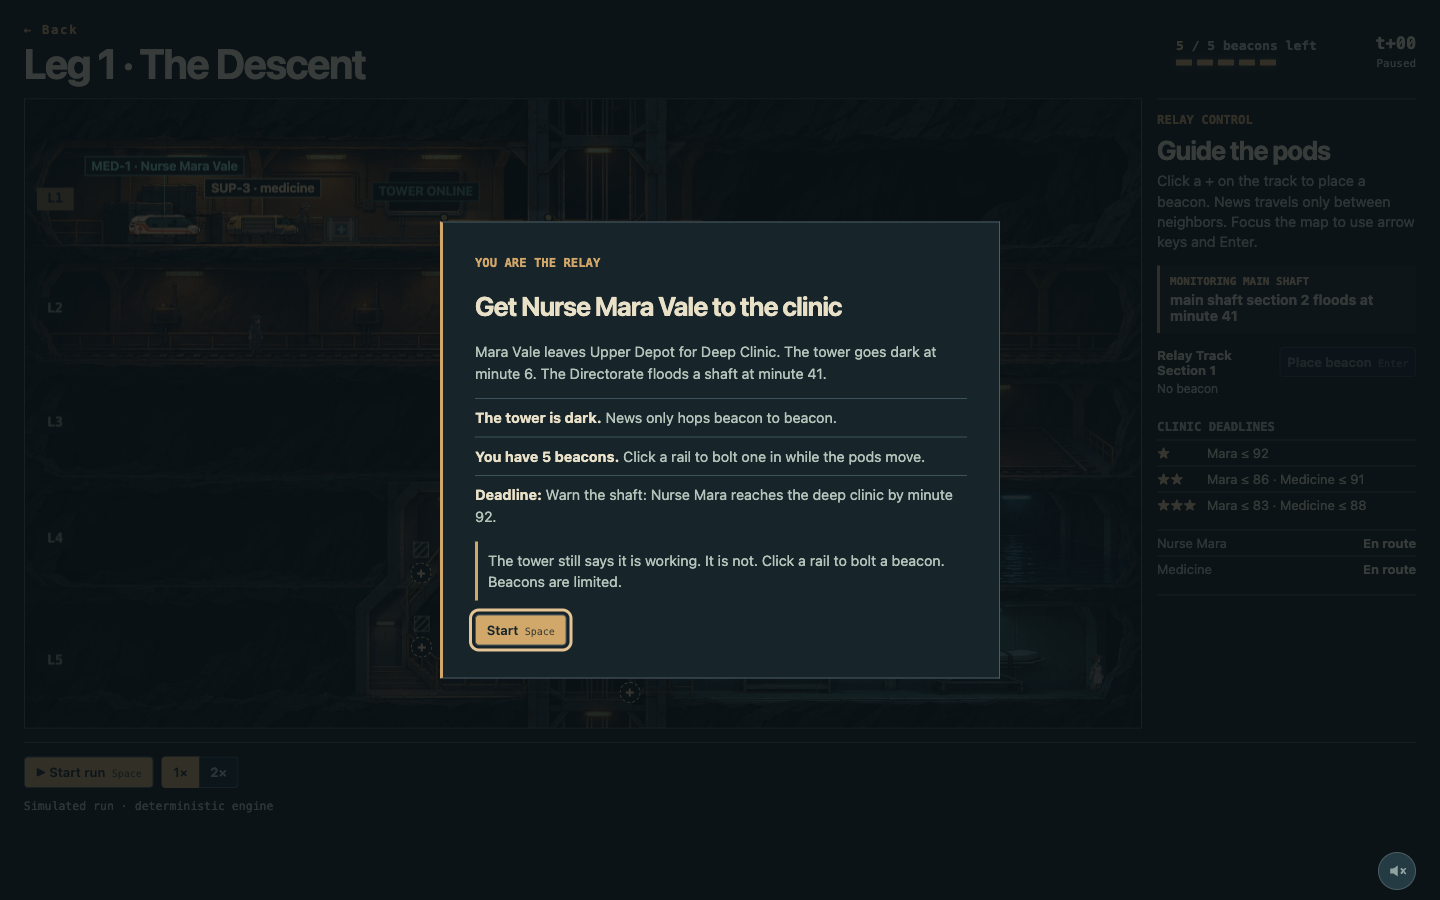 ← Back
Leg 1 · The Descent
5 / 5 beacons left
t+00
Paused
MED-1 · Nurse Mara Vale
SUP-3 · medicine
TOWER ONLINE
L1
L2
L3
L4
L5
YOU ARE THE RELAY
Get Nurse Mara Vale to the clinic
Mara Vale leaves Upper Depot for Deep Clinic. The tower goes dark at
minute 6. The Directorate floods a shaft at minute 41.
The tower is dark. News only hops beacon to beacon.
You have 5 beacons. Click a rail to bolt one in while the pods move.
Deadline: Warn the shaft: Nurse Mara reaches the deep clinic by minute
92.
The tower still says it is working. It is not. Click a rail to bolt a beacon.
Beacons are limited.
Start Space
RELAY CONTROL
Guide the pods
Click a + on the track to place a
beacon. News travels only between
neighbors. Focus the map to use arrow
keys and Enter.
MONITORING MAIN SHAFT
main shaft section 2 floods at
minute 41
Relay Track
Section 1
No beacon
Place beacon Enter
CLINIC DEADLINES
★ Mara ≤ 92
★★ Mara ≤ 86 · Medicine ≤ 91
★★★ Mara ≤ 83 · Medicine ≤ 88
Nurse Mara En route
Medicine En route
▶ Start run Space
1×
2×
Simulated run · deterministic engine